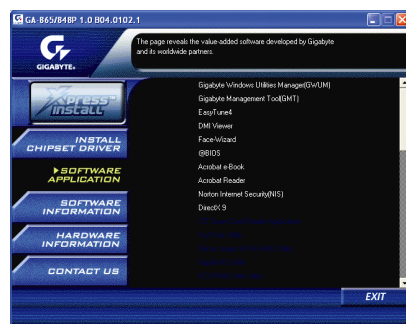 GA-865/848P 1.0 B04.0102.1
GIGABYTE
The page reveals the value-added software developed by Gigabyte
and its worldwide partners.
Xpress™
INSTALL
INSTALL
CHIPSET DRIVER
SOFTWARE
APPLICATION
SOFTWARE
INFORMATION
HARDWARE
INFORMATION
CONTACT US
Gigabyte Windows Utilities Manager(GWUM)
Gigabyte Management Tool(GMT)
EasyTune4
DMI Viewer
Face-Wizard
@BIOS
Acrobat e-Book
Acrobat Reader
Norton Internet Security(NIS)
DirectX 9
EXIT